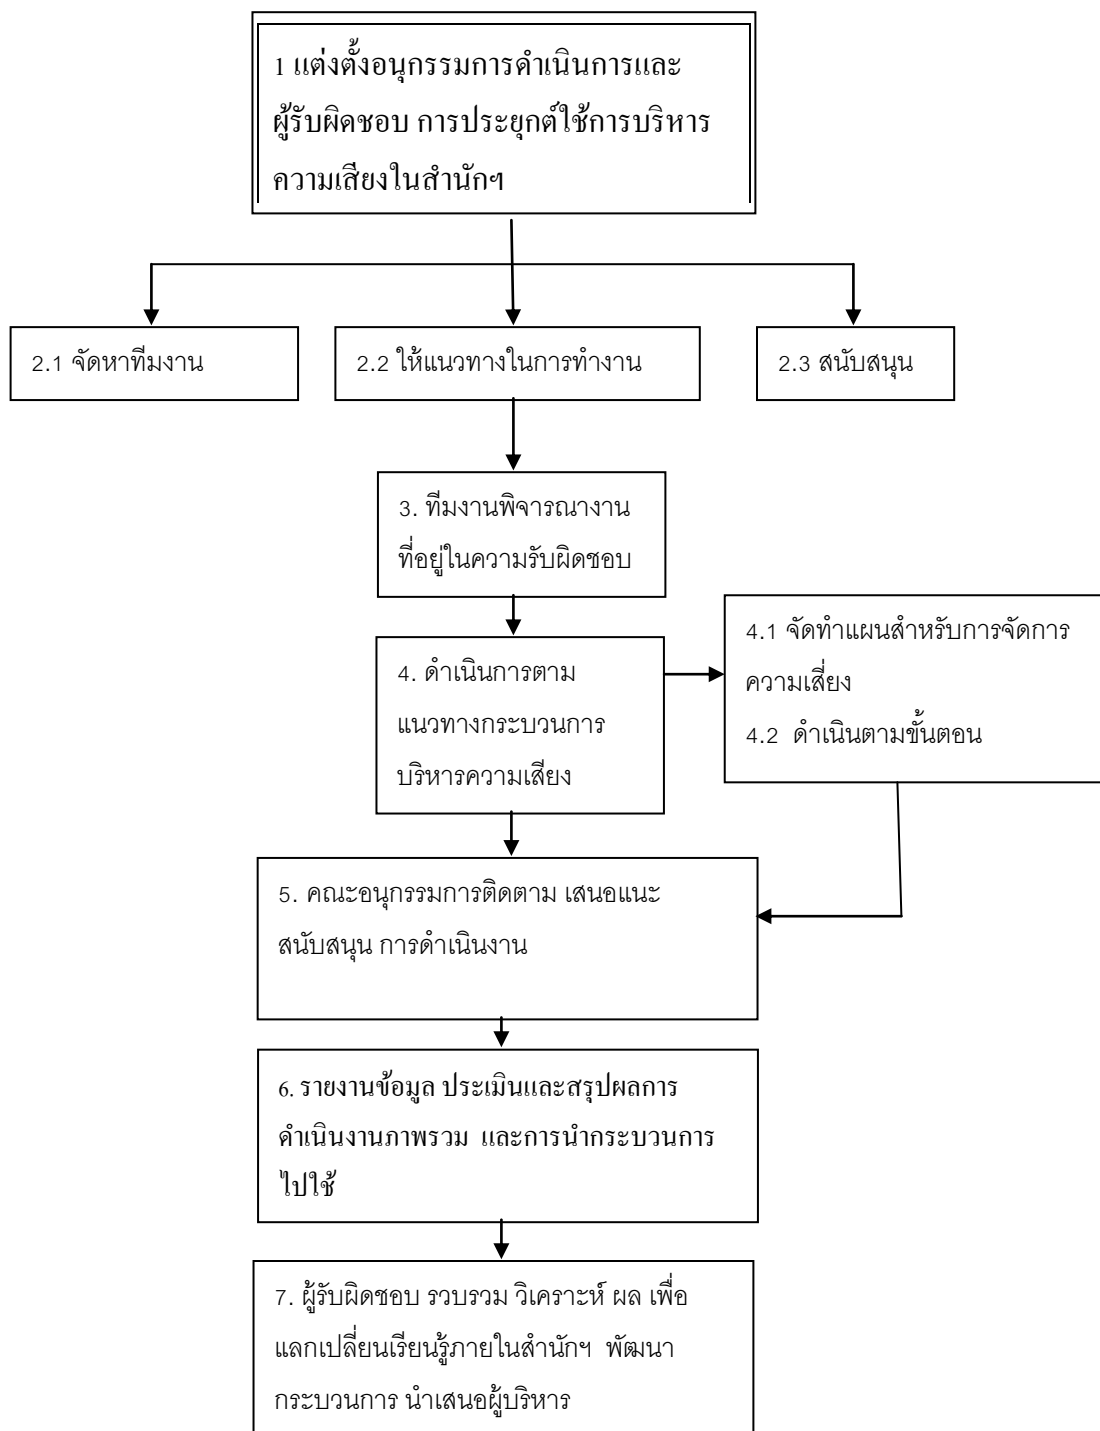 1 แต่งตั้งอนุกรรมการดำเนินการและ
ผู้รับผิดชอบ การประยุกต์ใช้การบริหาร
ความเสียงในสำนักฯ
2.1 จัดหาทีมงาน
2.2 ให้แนวทางในการทำงาน
2.3 สนับสนุน
3. ทีมงานพิจารณางาน
ที่อยู่ในความรับผิดชอบ
4. ดำเนินการตาม
แนวทางกระบวนการ
บริหารความเสียง
4.1 จัดทำแผนสำหรับการจัดการ
ความเสี่ยง
4.2 ดำเนินตามขั้นตอน
5. คณะอนุกรรมการติดตาม เสนอแนะ
สนับสนุน การดำเนินงาน
6. รายงานข้อมูล ประเมินและสรุปผลการ
ดำเนินงานภาพรวม และการนำกระบวนการ
ไปใช้
7. ผู้รับผิดชอบ รวบรวม วิเคราะห์ ผล เพื่อ
แลกเปลี่ยนเรียนรู้ภายในสำนักฯ พัฒนา
กระบวนการ นำเสนอผู้บริหาร